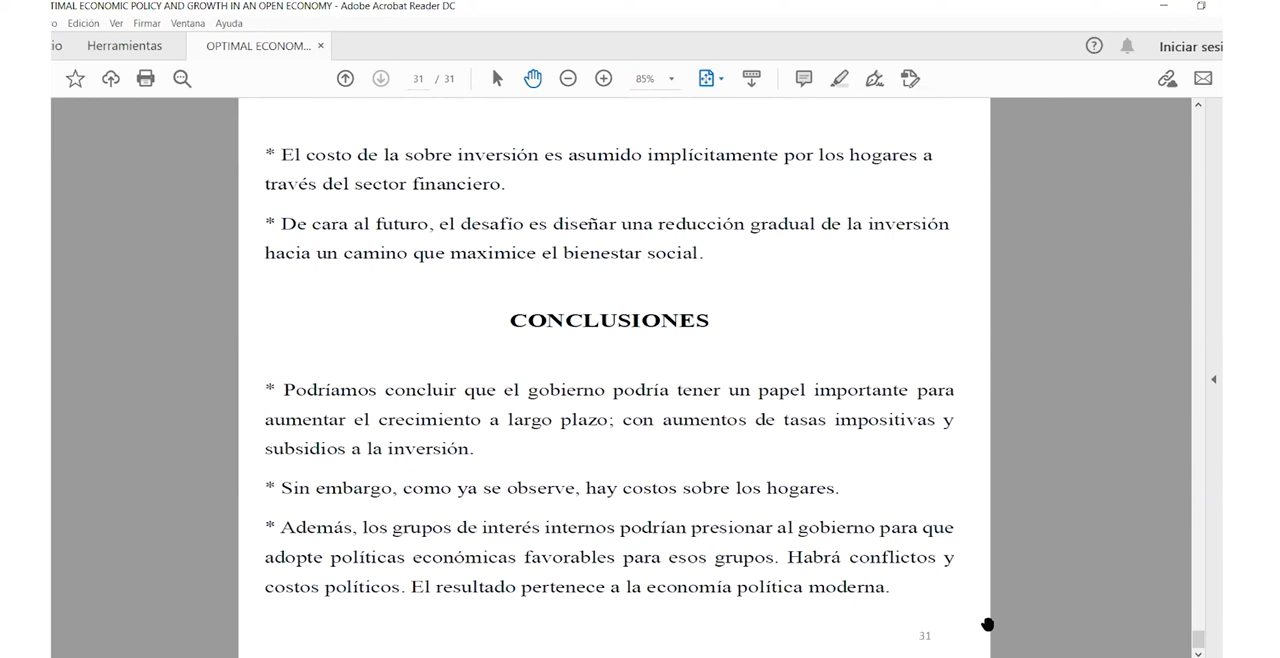 TIMAL ECONOMIC POLICY AND GROWTH IN AN OPEN ECONOMY - Adobe Acrobat Reader DC
o Edición Ver Firmar Ventana Ayuda
io Herramientas OPTIMAL ECONOM... × Iniciar sesi
31 / 31 85%
* El costo de la sobre inversión es asumido implícitamente por los hogares a
través del sector financiero.
* De cara al futuro, el desafío es diseñar una reducción gradual de la inversión
hacia un camino que maximice el bienestar social.
CONCLUSIONES
* Podríamos concluir que el gobierno podría tener un papel importante para
aumentar el crecimiento a largo plazo; con aumentos de tasas impositivas y
subsidios a la inversión.
* Sin embargo, como ya se observe, hay costos sobre los hogares.
* Además, los grupos de interés internos podrían presionar al gobierno para que
adopte políticas económicas favorables para esos grupos. Habrá conflictos y
costos políticos. El resultado pertenece a la economía política moderna.
31